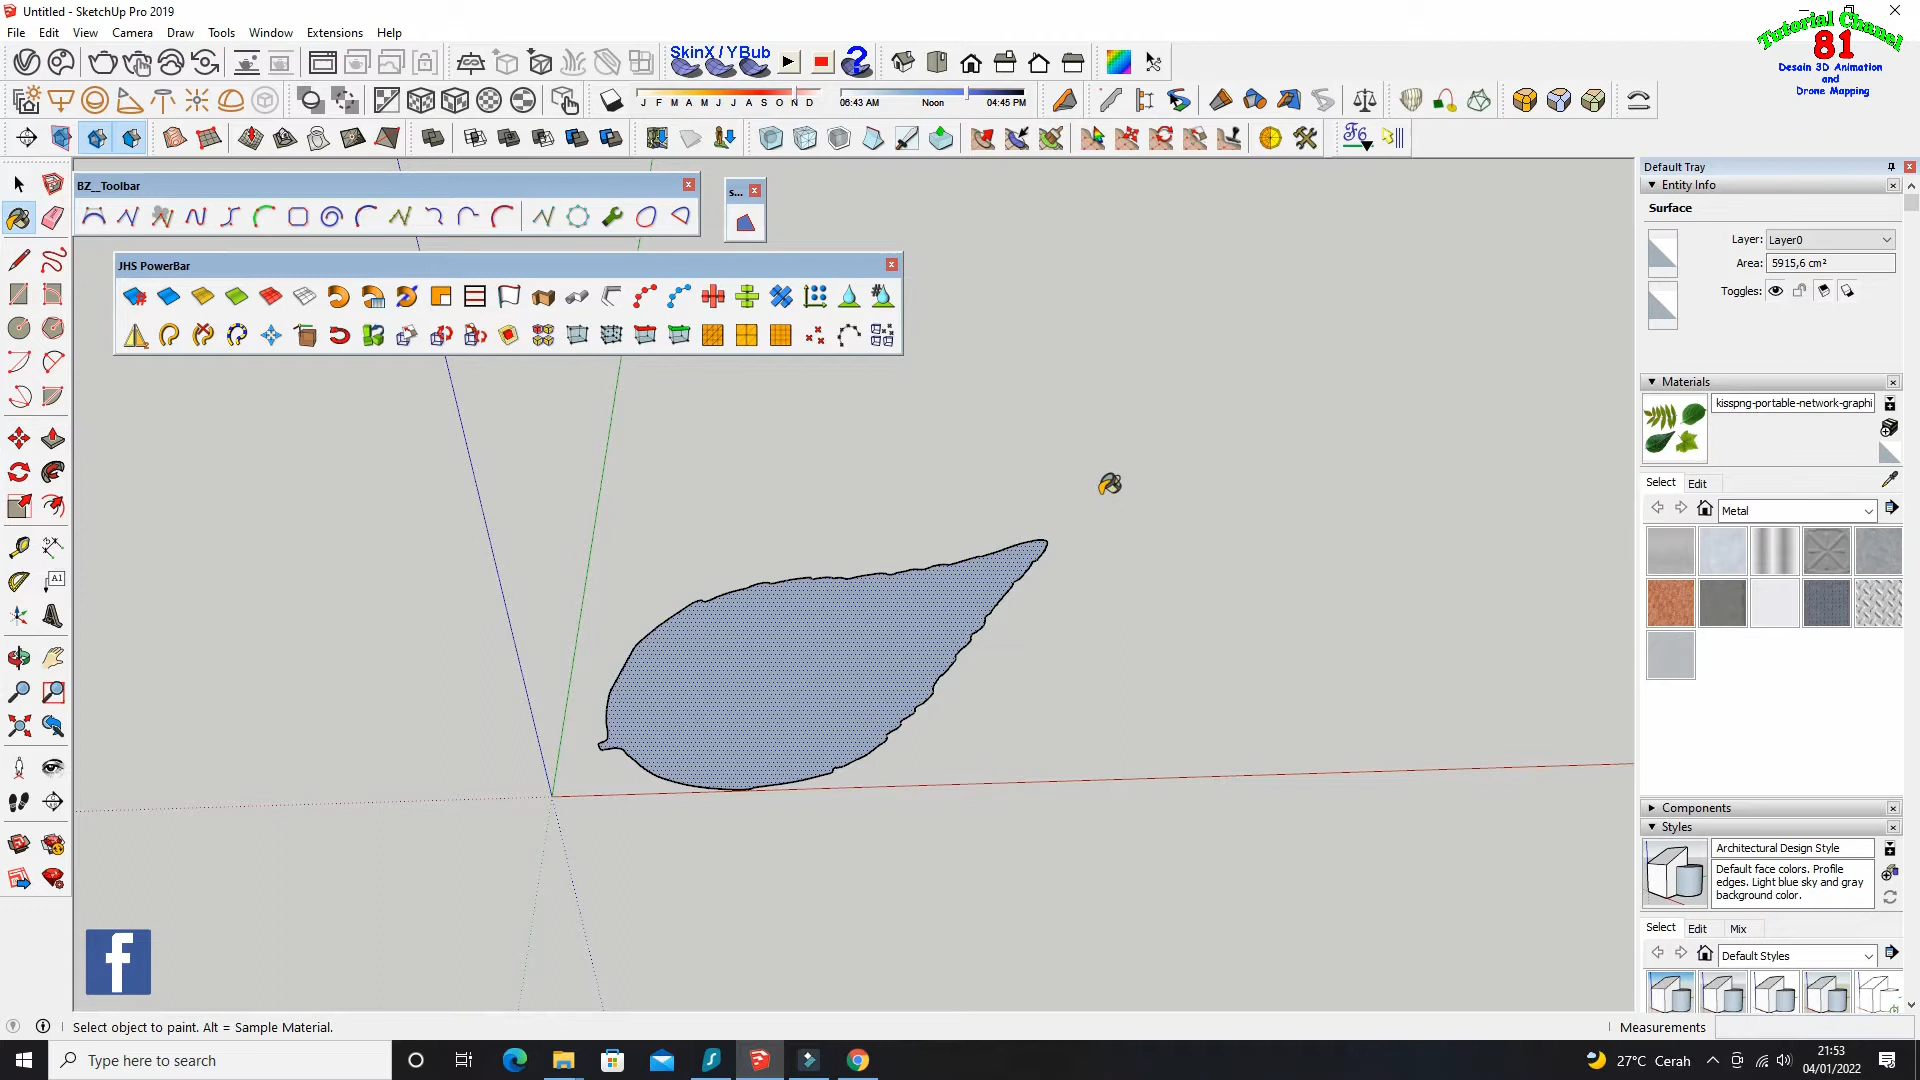 Untitled - SketchUp Pro 2019
File Edit View Camera Draw Tools Window Extensions Help
Tutorial Chanel
81
Desain 3D Animation
and
Drone Mapping
SkinX / YBub
J F M A M J J A S O N D
06:43 AM Noon 04:45 PM
F6
BZ__Toolbar
s...
JHS PowerBar
A1
Default Tray
Entity Info
Surface
Layer: Layer0
Area: 5915,6 cm²
Toggles:
Materials
kisspng-portable-network-graphi
Select Edit
Metal
Components
Styles
Architectural Design Style
Default face colors. Profile
edges. Light blue sky and gray
background color.
Select Edit Mix
Default Styles
f
Select object to paint. Alt = Sample Material.
Measurements
Type here to search
27°C Cerah
21:53
04/01/2022